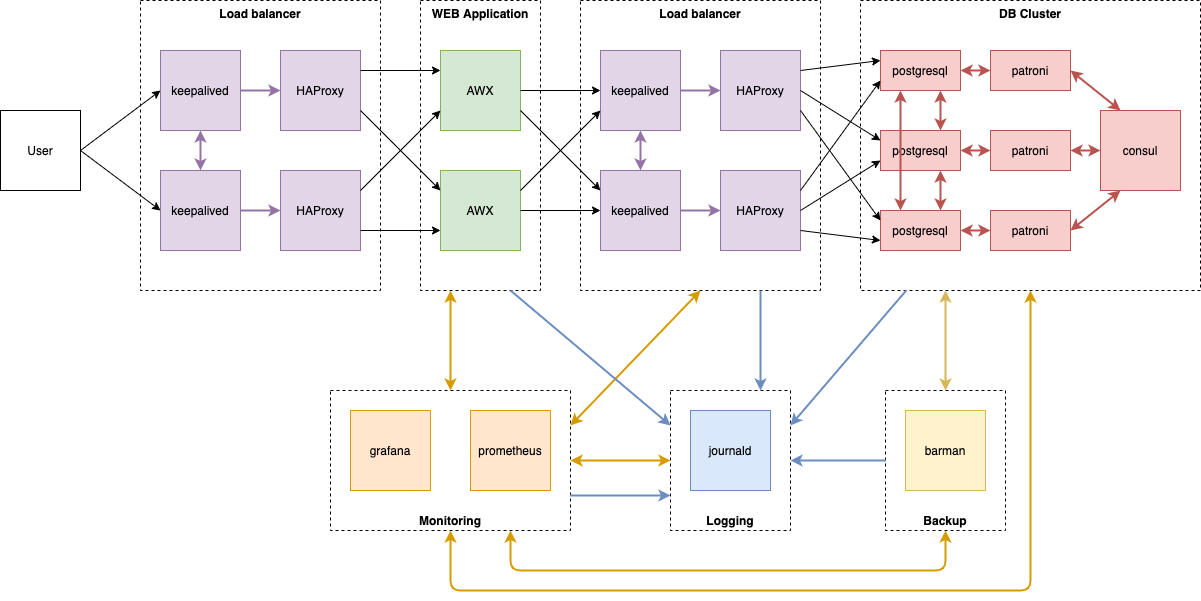 Load balancer
WEB Application
Load balancer
DB Cluster
User
keepalived
HAProxy
AWX
keepalived
HAProxy
postgresql
patroni
postgresql
patroni
consul
keepalived
HAProxy
AWX
keepalived
HAProxy
postgresql
patroni
grafana
prometheus
journald
barman
Monitoring
Logging
Backup